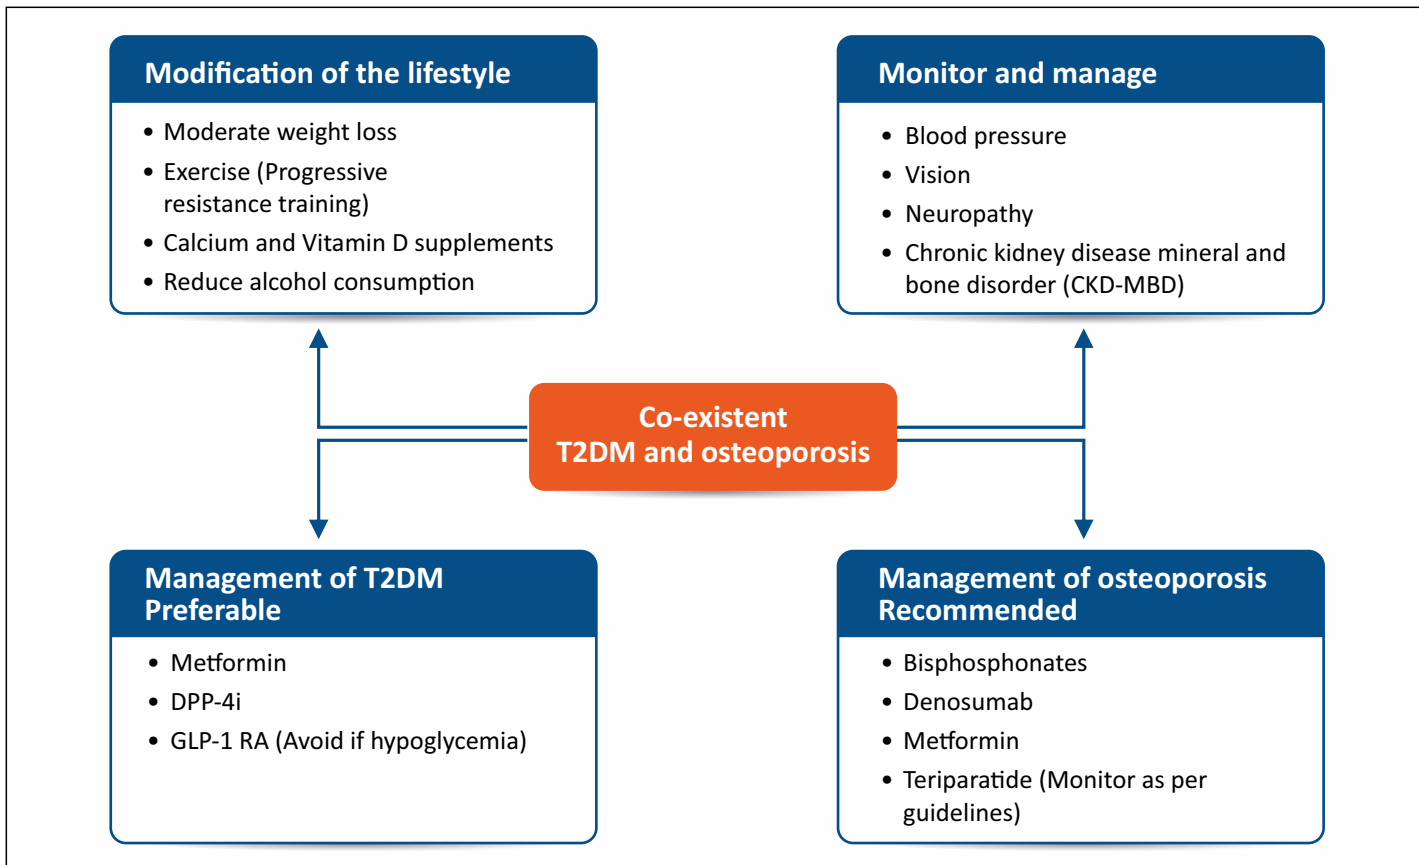 Modification of the lifestyle
• Moderate weight loss
• Exercise (Progressive
resistance training)
• Calcium and Vitamin D supplements
• Reduce alcohol consumption
Monitor and manage
• Blood pressure
• Vision
• Neuropathy
• Chronic kidney disease mineral and
bone disorder (CKD-MBD)
Co-existent
T2DM and osteoporosis
Management of T2DM
Preferable
• Metformin
• DPP-4i
• GLP-1 RA (Avoid if hypoglycemia)
Management of osteoporosis
Recommended
• Bisphosphonates
• Denosumab
• Metformin
• Teriparatide (Monitor as per
guidelines)